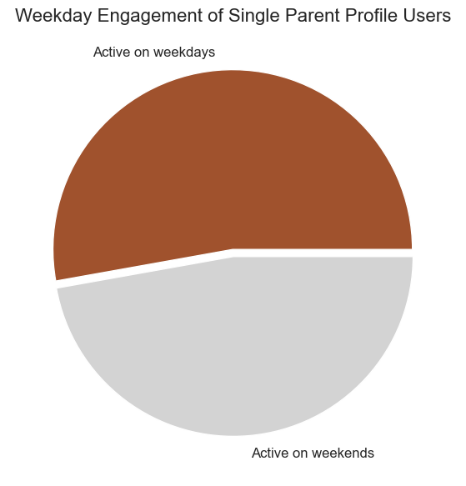 Weekday Engagement of Single Parent Profile Users
Active on weekdays
Active on weekends